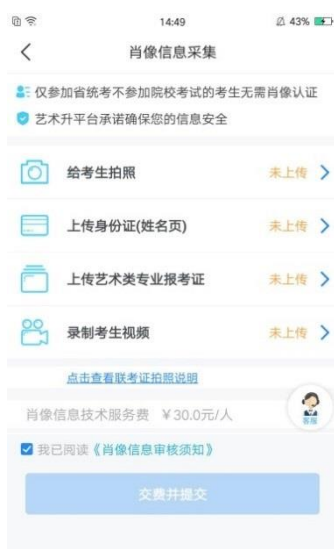 14:49
43%
肖像信息采集
仅参加省统考不参加院校考试的考生无需肖像认证
艺术升平台承诺确保您的信息安全
给考生拍照 未上传
上传身份证(姓名页) 未上传
上传艺术类专业报考证 未上传
录制考生视频 未上传
点击查看联考证拍照说明
肖像信息技术服务费 ￥30.0元/人
客服
我已阅读《肖像信息审核须知》
交费并提交